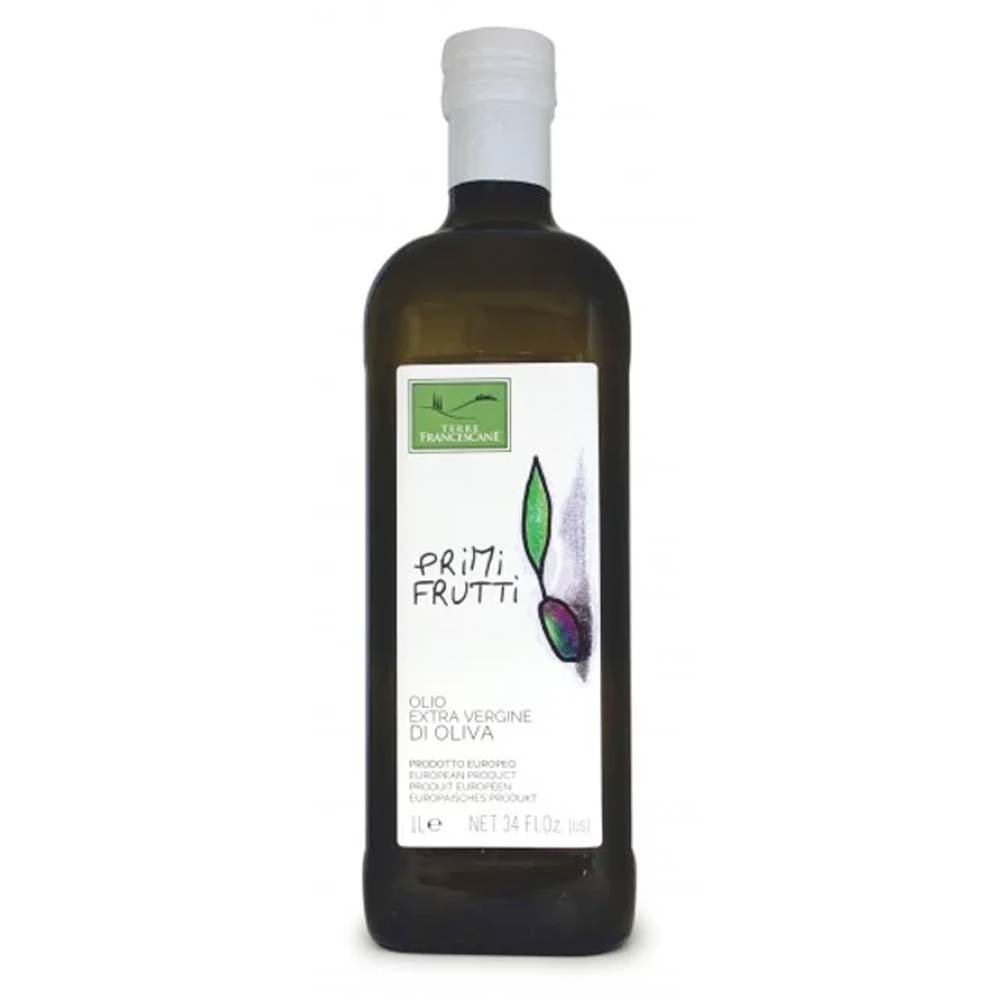 TERRE
FRANCESCANE
PRiMi
FRUTTi
OLIO
EXTRA VERGINE
DI OLIVA
PRODOTTO EUROPEO
EUROPEAN PRODUCT
PRODUIT EUROPÉEN
EUROPAISCHES PRODUKT
1L℮ NET 34 Fl.Oz. (us)